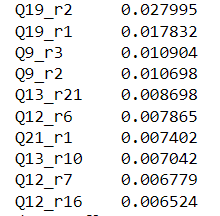 Q19_r2 0.027995
Q19_r1 0.017832
Q9_r3 0.010904
Q9_r2 0.010698
Q13_r21 0.008698
Q12_r6 0.007865
Q21_r1 0.007402
Q13_r10 0.007042
Q12_r7 0.006779
Q12_r16 0.006524